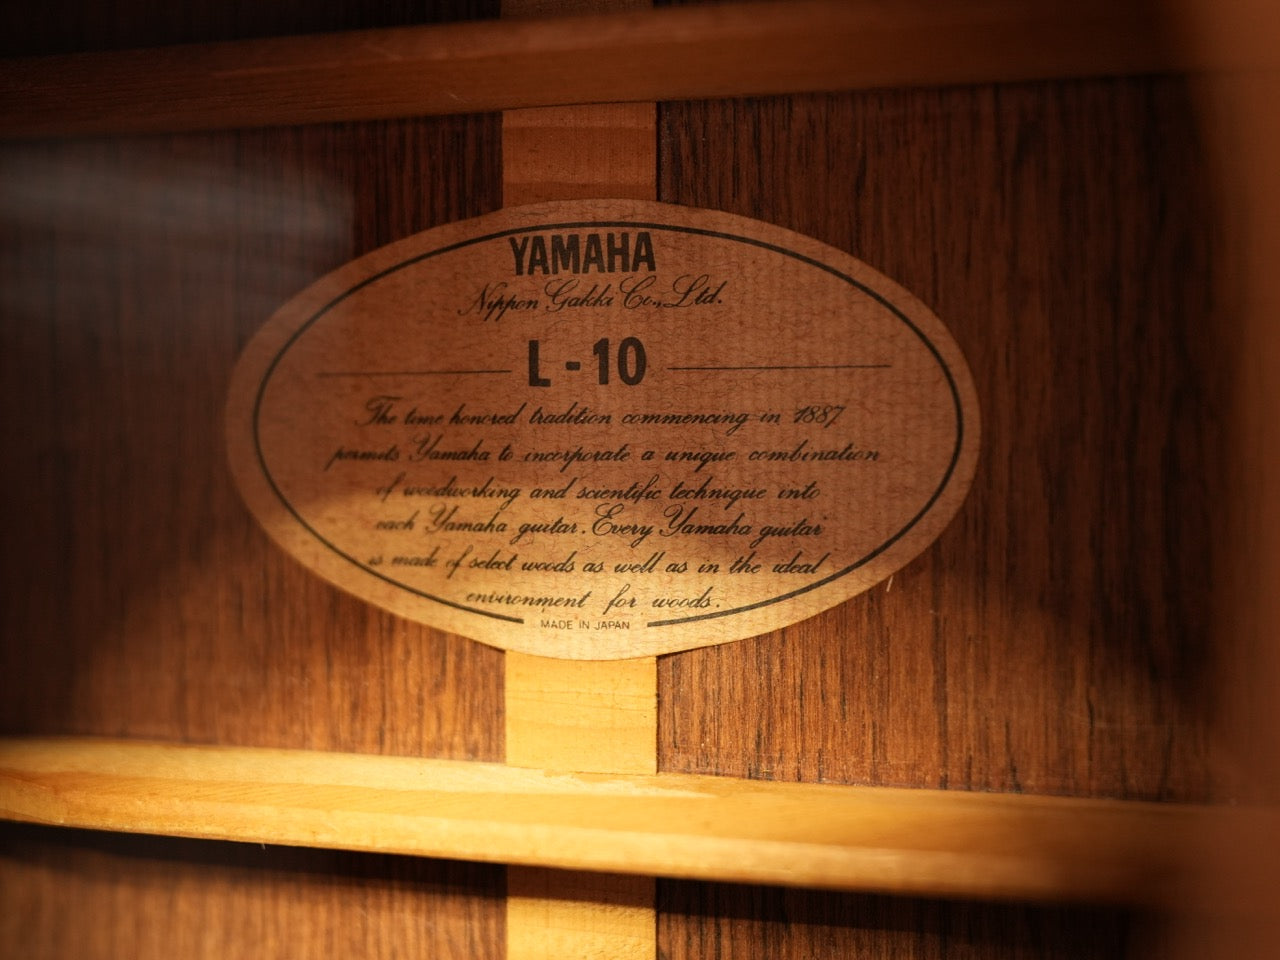 YAMAHA
Nippon Gakki Co., Ltd.
L-10
The time honored tradition commencing in 1887
permits Yamaha to incorporate a unique combination
of woodworking and scientific technique into
each Yamaha guitar. Every Yamaha guitar
is made of select woods as well as in the ideal
environment for woods.
MADE IN JAPAN